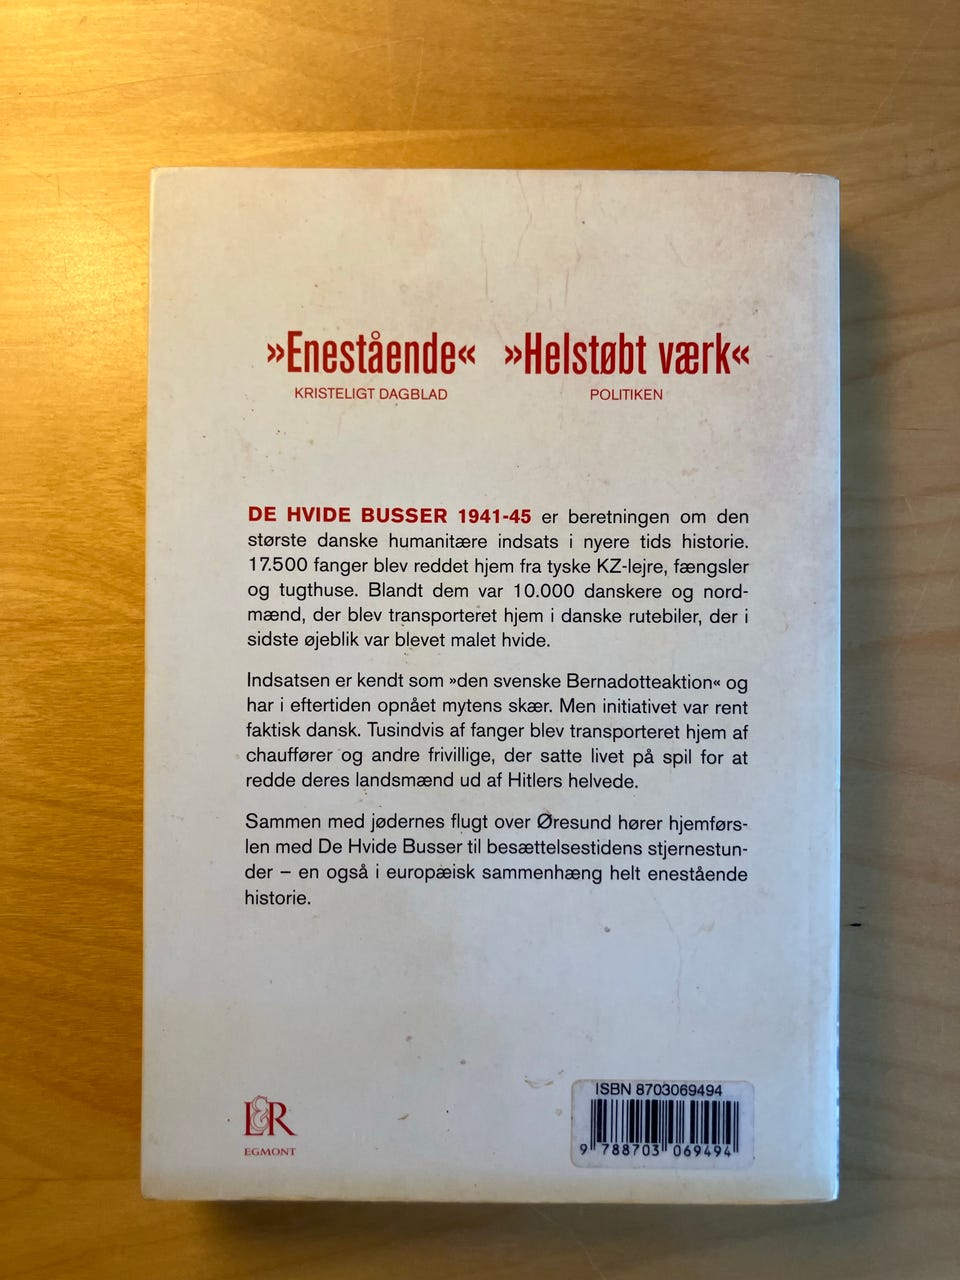 »Enestående« »Helstøbt værk«
KRISTELIGT DAGBLAD POLITIKEN
DE HVIDE BUSSER 1941-45 er beretningen om den
største danske humanitære indsats i nyere tids historie.
17.500 fanger blev reddet hjem fra tyske KZ-lejre, fængsler
og tugthuse. Blandt dem var 10.000 danskere og nord-
mænd, der blev transporteret hjem i danske rutebiler, der i
sidste øjeblik var blevet malet hvide.
Indsatsen er kendt som »den svenske Bernadotteaktion« og
har i eftertiden opnået mytens skær. Men initiativet var rent
faktisk dansk. Tusindvis af fanger blev transporteret hjem af
chauffører og andre frivillige, der satte livet på spil for at
redde deres landsmænd ud af Hitlers helvede.
Sammen med jødernes flugt over Øresund hører hjemførs-
len med De Hvide Busser til besættelsestidens stjernestun-
der – en også i europæisk sammenhæng helt enestående
historie.
ISBN 8703069494
9 788703 069494
L&R
EGMONT